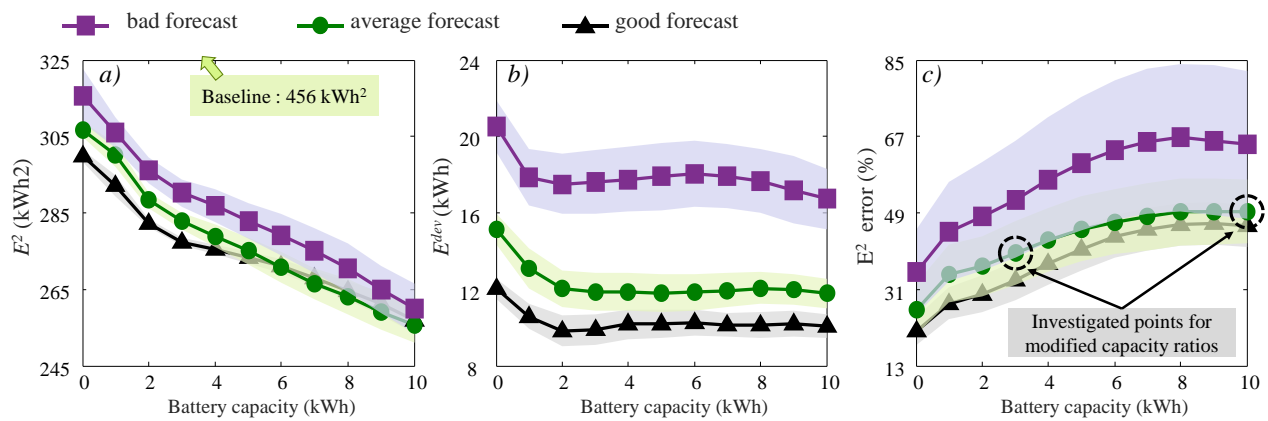 bad forecast average forecast good forecast
a)
Baseline : 456 kWh²
E² (kWh2)
325
305
285
265
245
0 2 4 6 8 10
Battery capacity (kWh)
b)
E^dev (kWh)
24
20
16
12
8
0 2 4 6 8 10
Battery capacity (kWh)
c)
E² error (%)
85
67
49
31
13
Investigated points for
modified capacity ratios
0 2 4 6 8 10
Battery capacity (kWh)